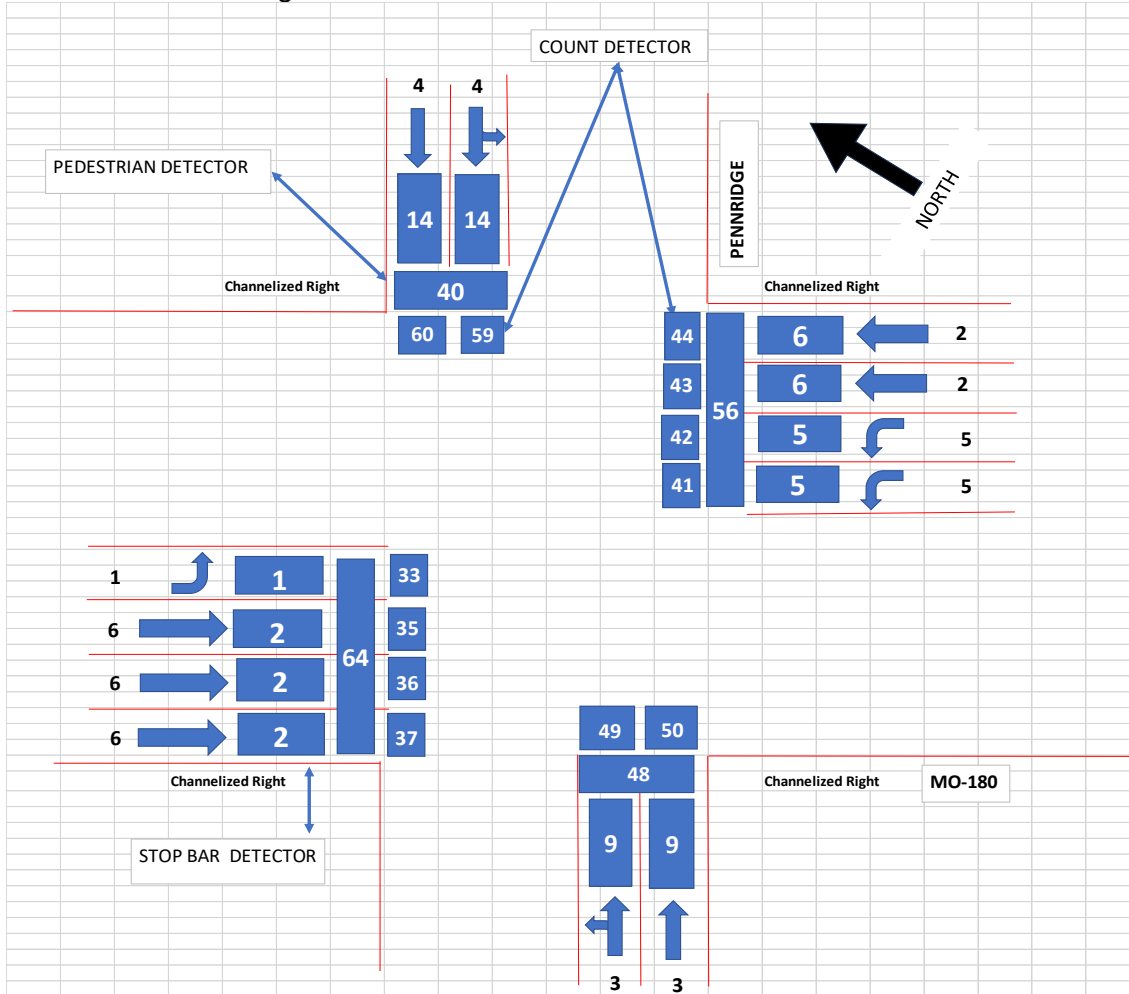 COUNT DETECTOR
4 4
PEDESTRIAN DETECTOR
PENNRIDGE
NORTH
14 14
Channelized Right
Channelized Right
40
60 59
44 6 2
43 6 2
56
42 5 5
41 5 5
1 1 33
6 2 35
64
6 2 36
6 2 37
49 50
Channelized Right
48
Channelized Right
MO-180
STOP BAR DETECTOR
9 9
3 3